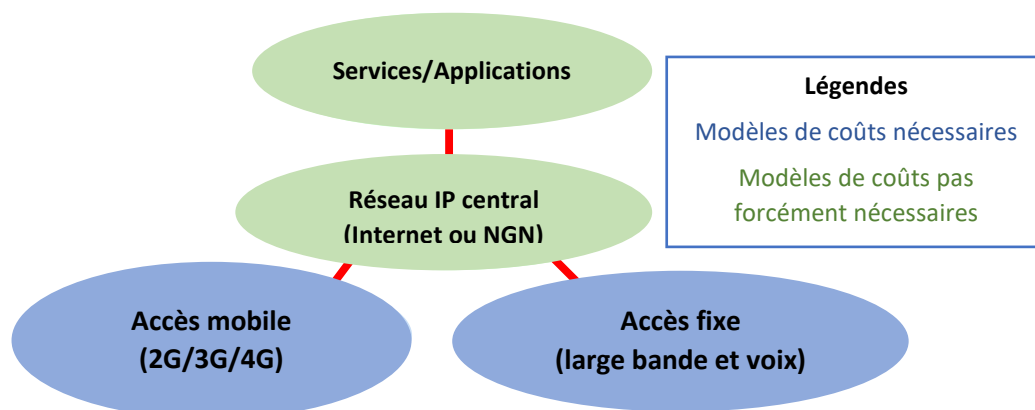 Services/Applications
Légendes
Modèles de coûts nécessaires
Modèles de coûts pas
forcément nécessaires
Réseau IP central
(Internet ou NGN)
Accès mobile
(2G/3G/4G)
Accès fixe
(large bande et voix)